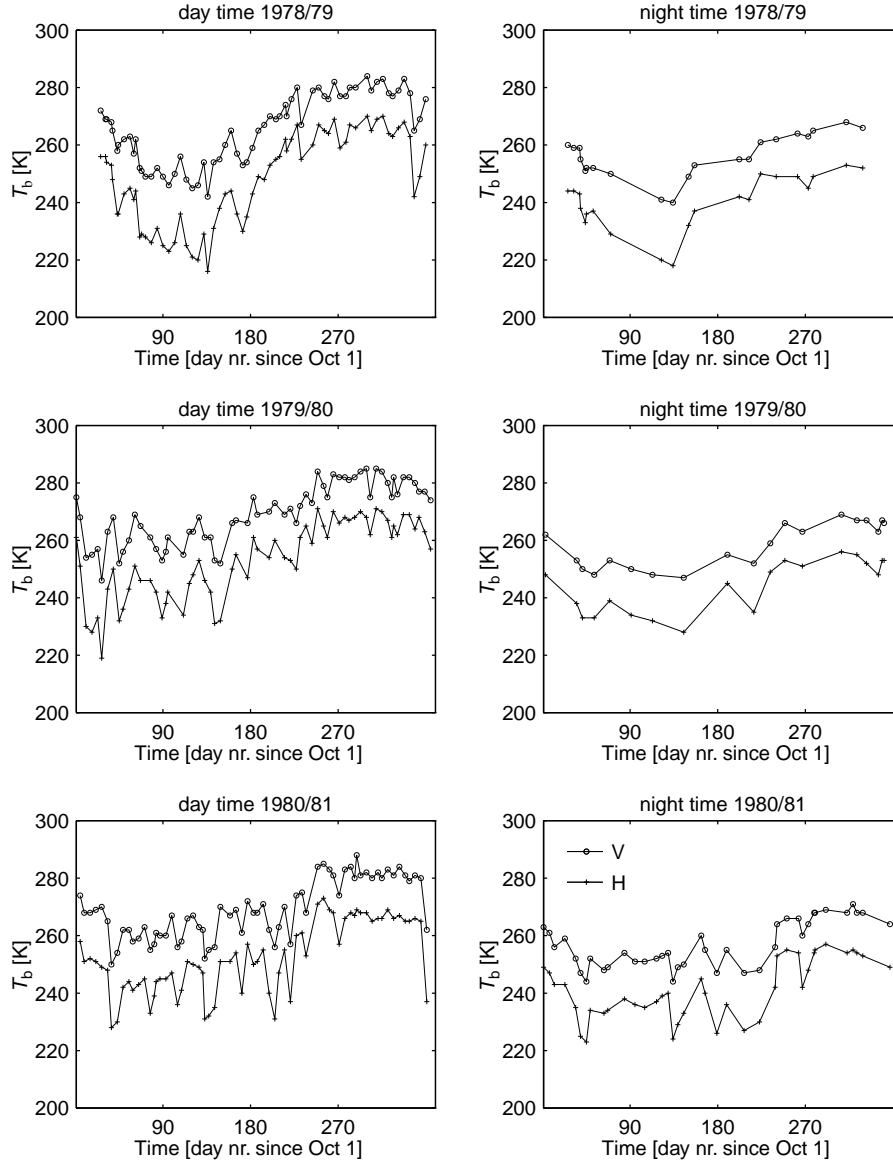 day time 1978/79
300
280
260
240
220
200
T_b [K]
90 180 270
Time [day nr. since Oct 1]
night time 1978/79
300
280
260
240
220
200
T_b [K]
90 180 270
Time [day nr. since Oct 1]
day time 1979/80
300
280
260
240
220
200
T_b [K]
90 180 270
Time [day nr. since Oct 1]
night time 1979/80
300
280
260
240
220
200
T_b [K]
90 180 270
Time [day nr. since Oct 1]
day time 1980/81
300
280
260
240
220
200
T_b [K]
90 180 270
Time [day nr. since Oct 1]
night time 1980/81
300
280
260
240
220
200
T_b [K]
V
H
90 180 270
Time [day nr. since Oct 1]